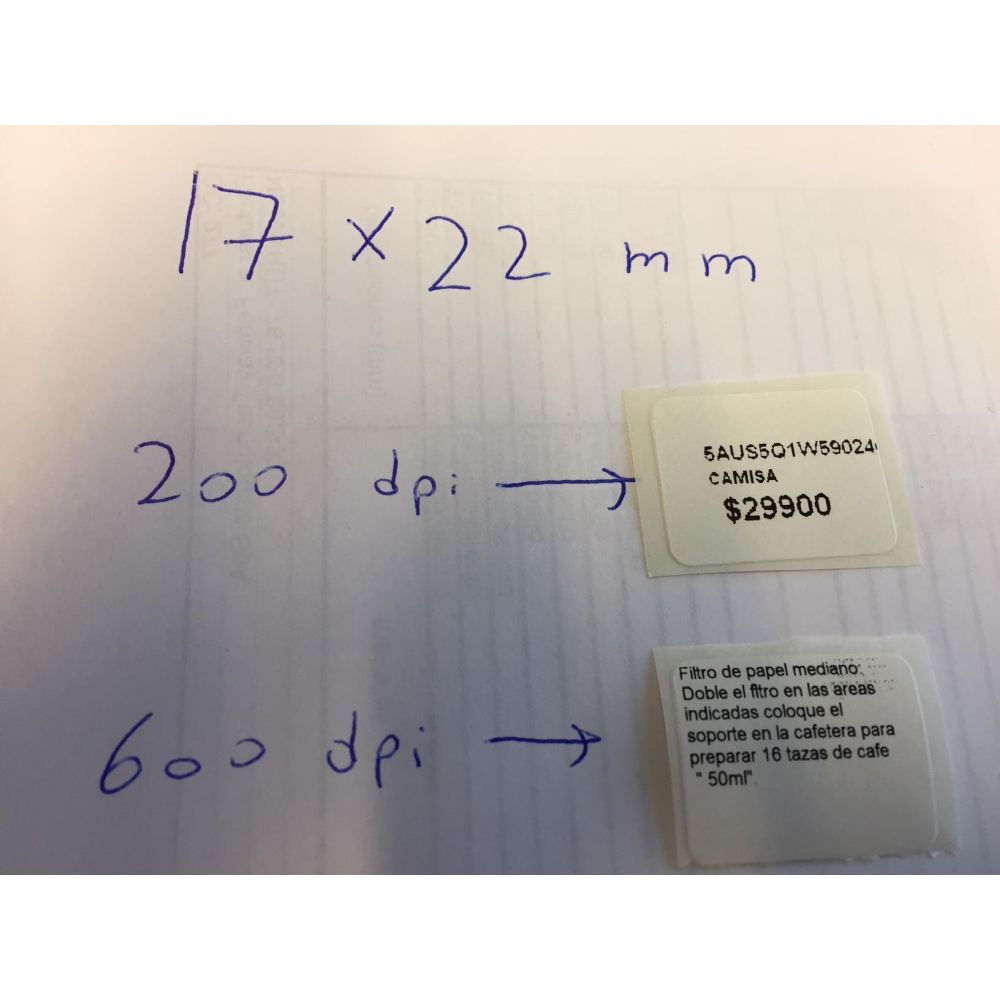 17 x 22 mm
200 dpi
5AUS5Q1W59024
CAMISA
$29900
600 dpi
Filtro de papel mediano.
Doble el fltro en las areas
indicadas coloque el
soporte en la cafetera para
preparar 16 tazas de cafe
" 50ml".